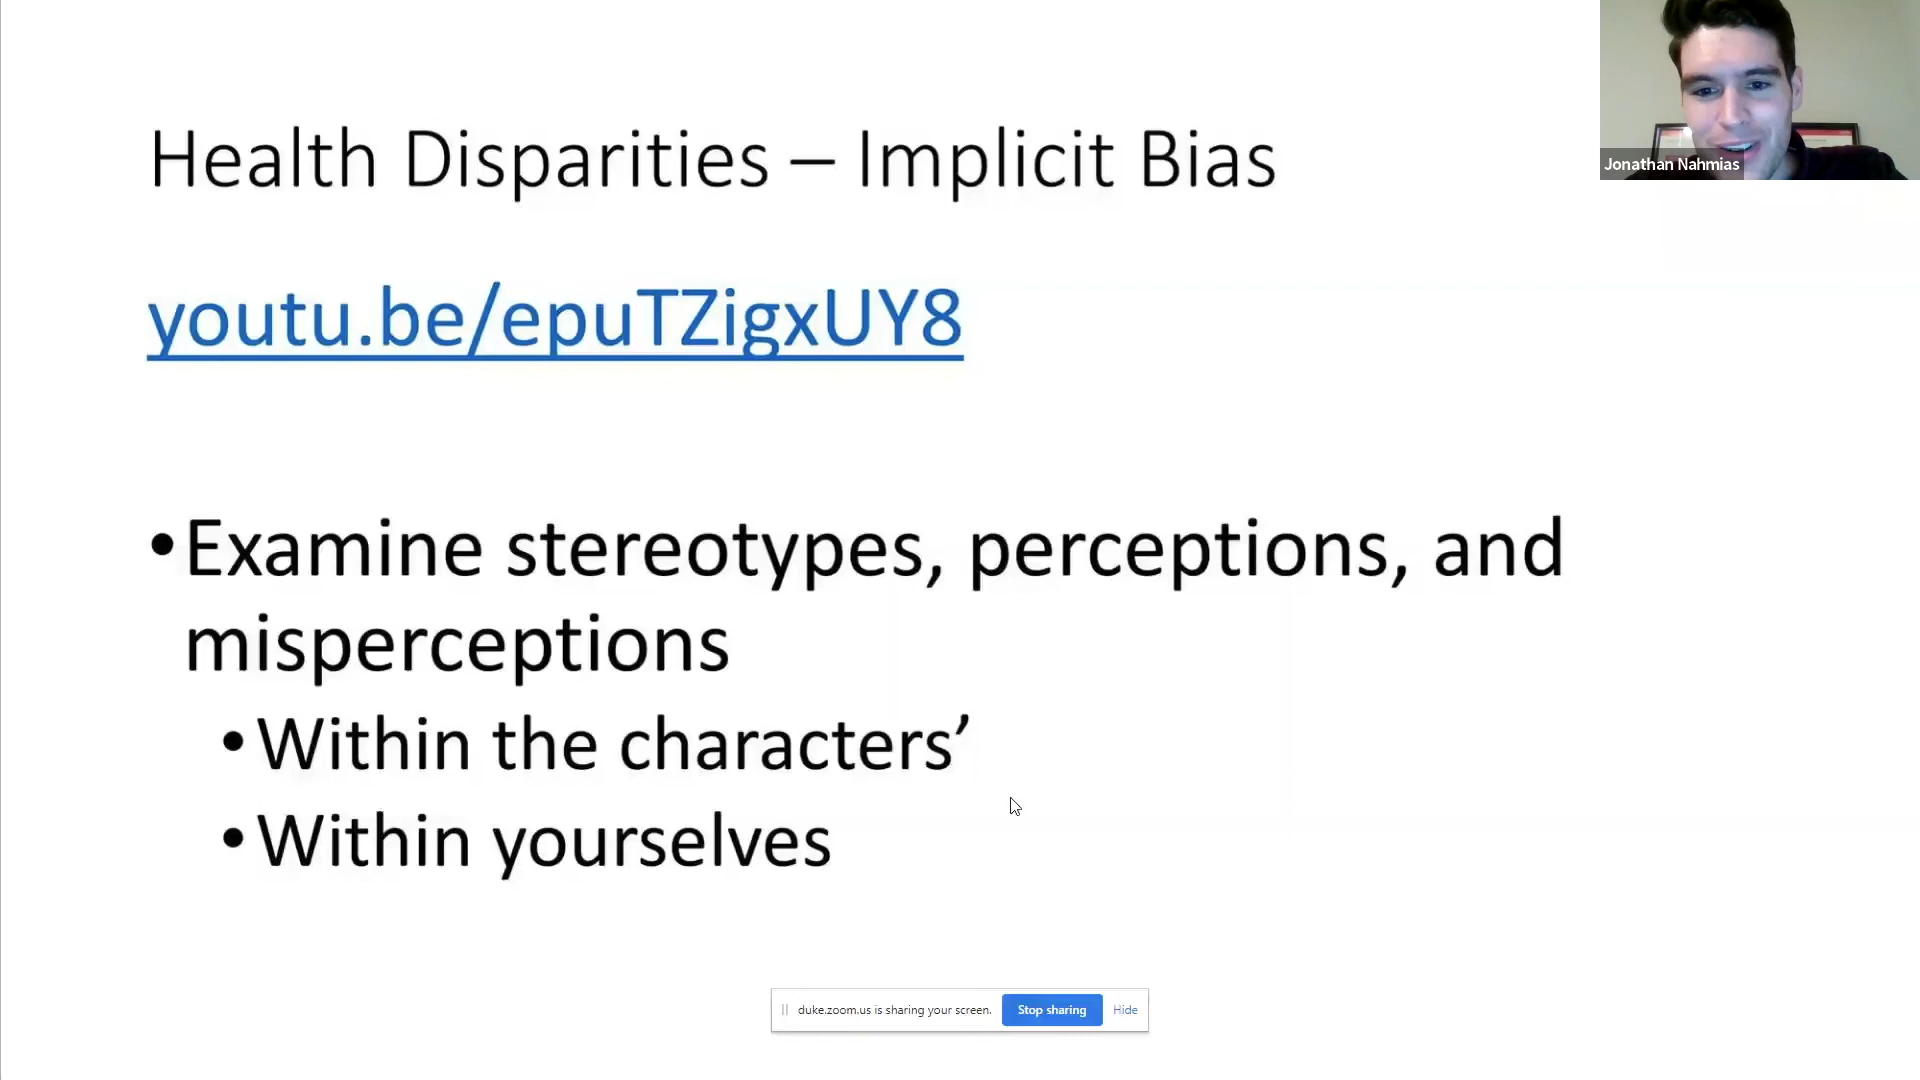 Health Disparities – Implicit Bias
Jonathan Nahmias
youtu.be/epuTZigxUY8
•Examine stereotypes, perceptions, and
misperceptions
•Within the characters’
•Within yourselves
duke.zoom.us is sharing your screen. Stop sharing Hide